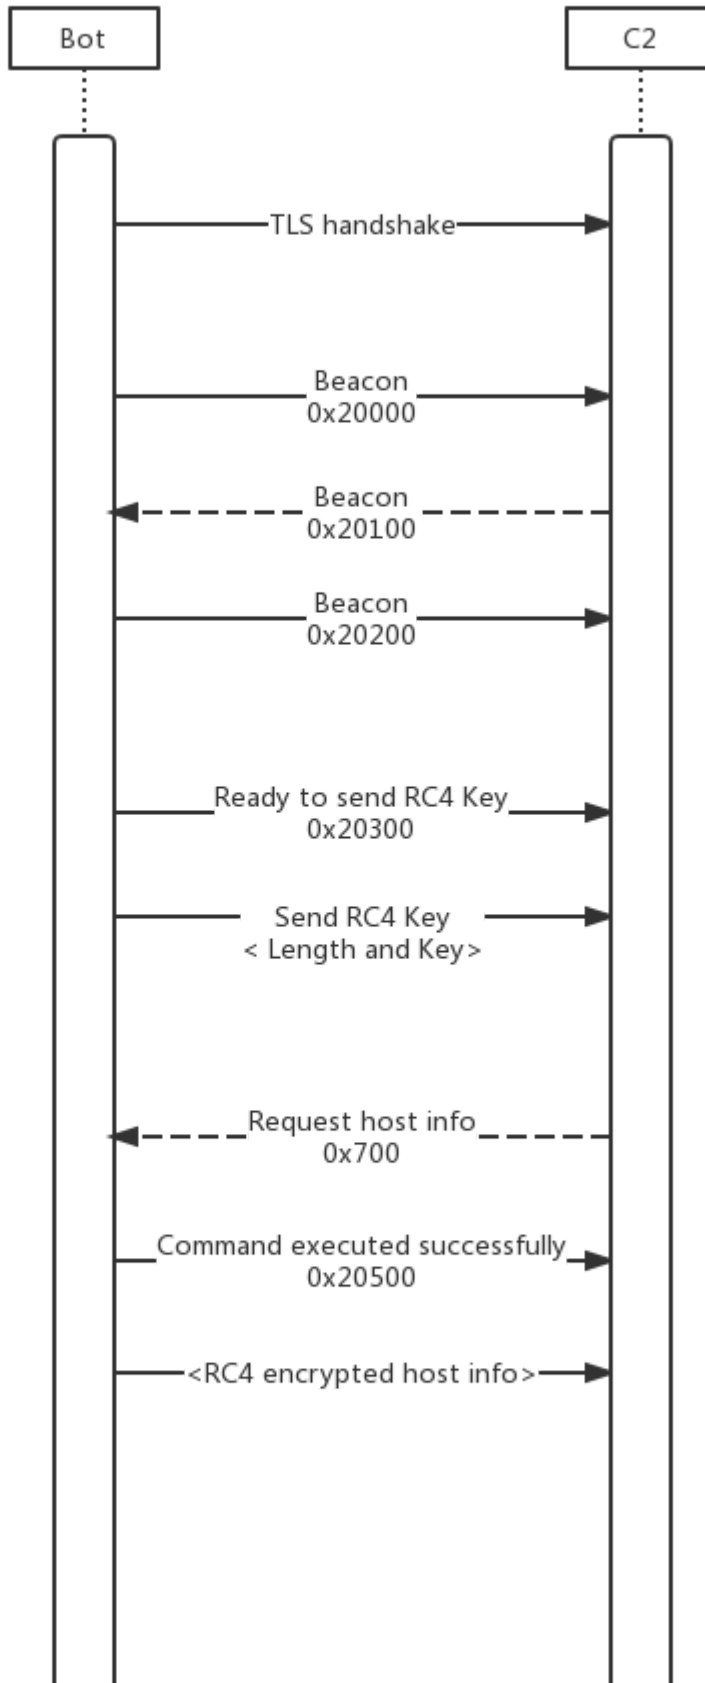 Bot
C2
TLS handshake
Beacon
0x20000
Beacon
0x20100
Beacon
0x20200
Ready to send RC4 Key
0x20300
Send RC4 Key
< Length and Key>
Request host info
0x700
Command executed successfully
0x20500
<RC4 encrypted host info>